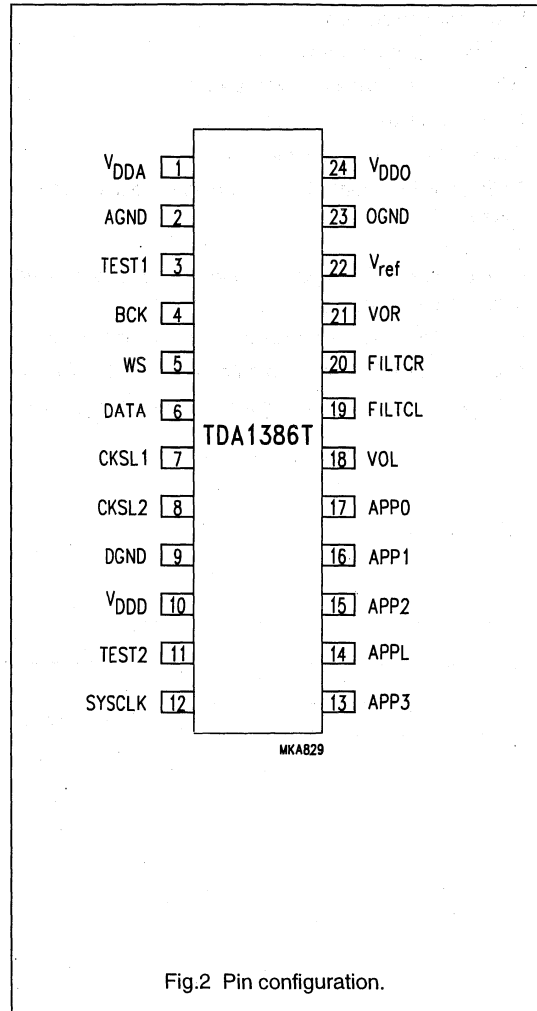 VDDA 1 24 VDDO
AGND 2 23 OGND
TEST1 3 22 Vref
BCK 4 21 VOR
WS 5 20 FILTCR
DATA 6 19 FILTCL
TDA1386T
CKSL1 7 18 VOL
CKSL2 8 17 APP0
DGND 9 16 APP1
VDDD 10 15 APP2
TEST2 11 14 APPL
SYSCLK 12 13 APP3
MKA829
Fig.2 Pin configuration.